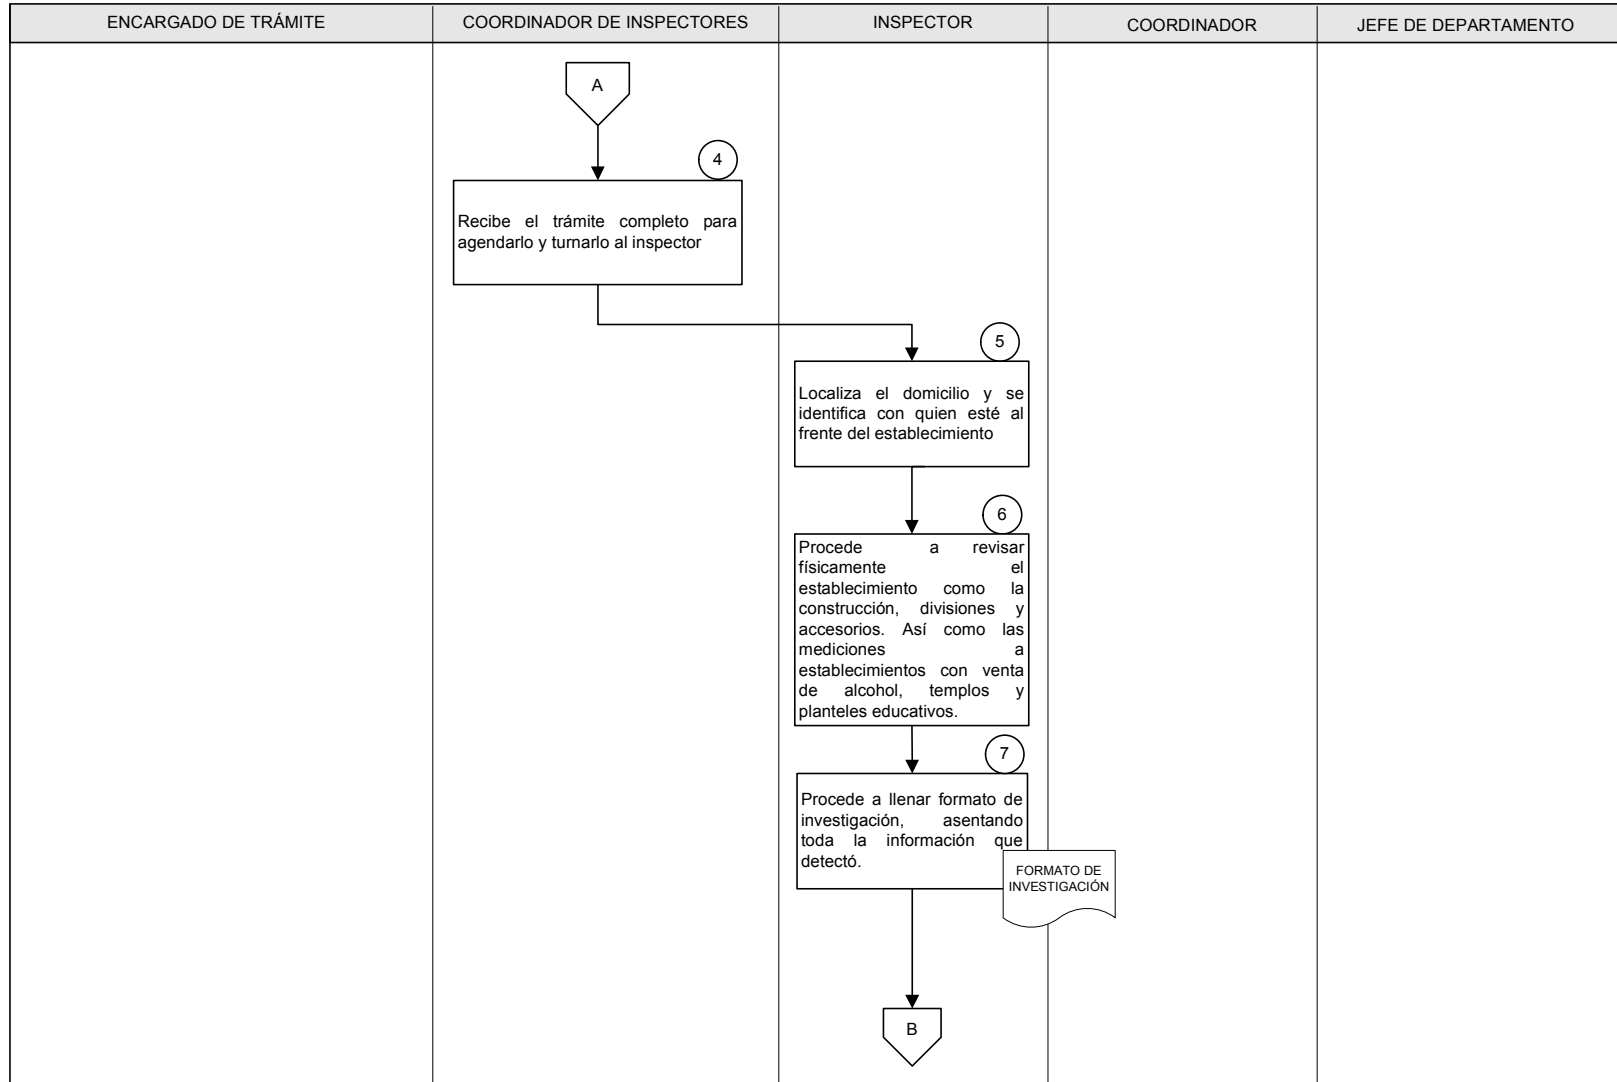 ENCARGADO DE TRÁMITE
COORDINADOR DE INSPECTORES
INSPECTOR
COORDINADOR
JEFE DE DEPARTAMENTO
A
4
Recibe el trámite completo para
agendarlo y turnarlo al inspector
5
Localiza el domicilio y se
identifica con quien esté al
frente del establecimiento
6
Procede a revisar
físicamente el
establecimiento como la
construcción, divisiones y
accesorios. Así como las
mediciones a
establecimientos con venta
de alcohol, templos y
planteles educativos.
7
Procede a llenar formato de
investigación, asentando
toda la información que
detectó.
FORMATO DE
INVESTIGACIÓN
B